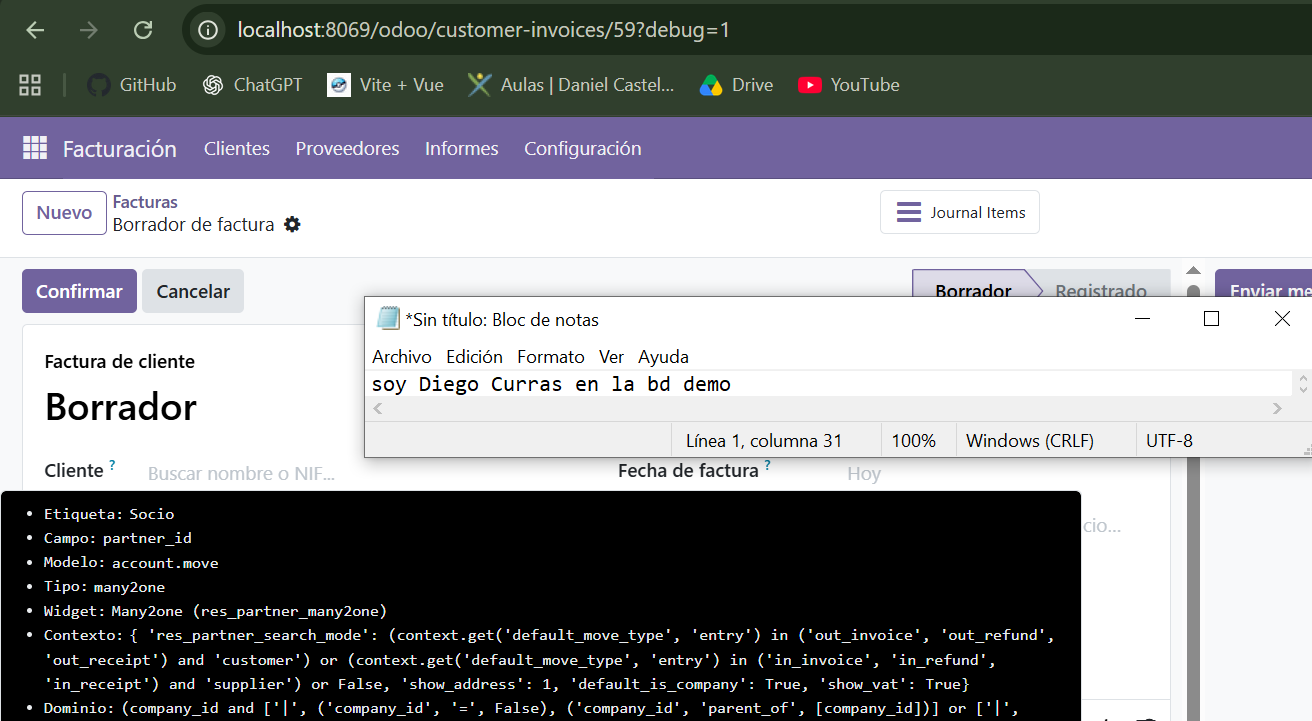 localhost:8069/odoo/customer-invoices/59?debug=1
GitHub ChatGPT Vite + Vue Aulas | Daniel Castel... Drive YouTube
Facturación Clientes Proveedores Informes Configuración
Nuevo Facturas
Borrador de factura
Journal Items
Confirmar Cancelar Borrador Registrado Enviar me
*Sin título: Bloc de notas
Archivo Edición Formato Ver Ayuda
soy Diego Curras en la bd demo
Línea 1, columna 31 100% Windows (CRLF) UTF-8
Factura de cliente
Borrador
Cliente ? Buscar nombre o NIF... Fecha de factura ? Hoy
cio...
• Etiqueta: Socio
• Campo: partner_id
• Modelo: account.move
• Tipo: many2one
• Widget: Many2one (res_partner_many2one)
• Contexto: { 'res_partner_search_mode': (context.get('default_move_type', 'entry') in ('out_invoice', 'out_refund',
'out_receipt') and 'customer') or (context.get('default_move_type', 'entry') in ('in_invoice', 'in_refund',
'in_receipt') and 'supplier') or False, 'show_address': 1, 'default_is_company': True, 'show_vat': True}
• Dominio: (company_id and ['|', ('company_id', '=', False), ('company_id', 'parent_of', [company_id])] or ['|',